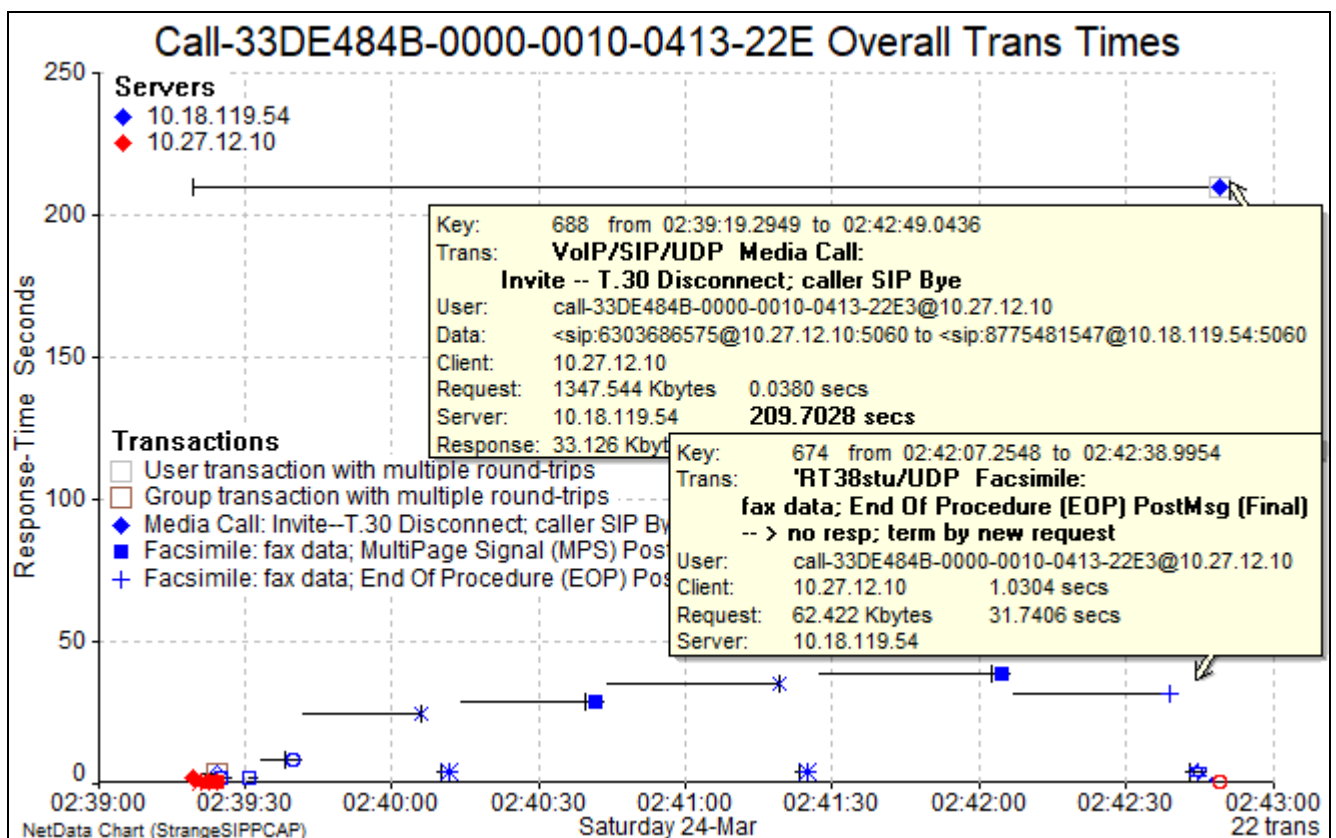 Call-33DE484B-0000-0010-0413-22E Overall Trans Times
250
200
150
100
50
0
Response-Time Seconds
Servers
10.18.119.54
10.27.12.10
Key: 688 from 02:39:19.2949 to 02:42:49.0436
Trans: VoIP/SIP/UDP Media Call:
Invite -- T.30 Disconnect; caller SIP Bye
User: call-33DE484B-0000-0010-0413-22E3@10.27.12.10
Data: <sip:6303686575@10.27.12.10:5060 to <sip:8775481547@10.18.119.54:5060
Client: 10.27.12.10
Request: 1347.544 Kbytes 0.0380 secs
Server: 10.18.119.54 209.7028 secs
Response: 33.126 Kbyt
Key: 674 from 02:42:07.2548 to 02:42:38.9954
Trans: 'RT38stu/UDP Facsimile:
fax data; End Of Procedure (EOP) PostMsg (Final)
-- > no resp; term by new request
User: call-33DE484B-0000-0010-0413-22E3@10.27.12.10
Client: 10.27.12.10 1.0304 secs
Request: 62.422 Kbytes 31.7406 secs
Server: 10.18.119.54
Transactions
User transaction with multiple round-trips
Group transaction with multiple round-trips
Media Call: Invite--T.30 Disconnect; caller SIP By
Facsimile: fax data; MultiPage Signal (MPS) Post
Facsimile: fax data; End Of Procedure (EOP) Pos
02:39:00 02:39:30 02:40:00 02:40:30 02:41:00 02:41:30 02:42:00 02:42:30 02:43:00
NetData Chart (StrangeSIPPCAP) Saturday 24-Mar 22 trans